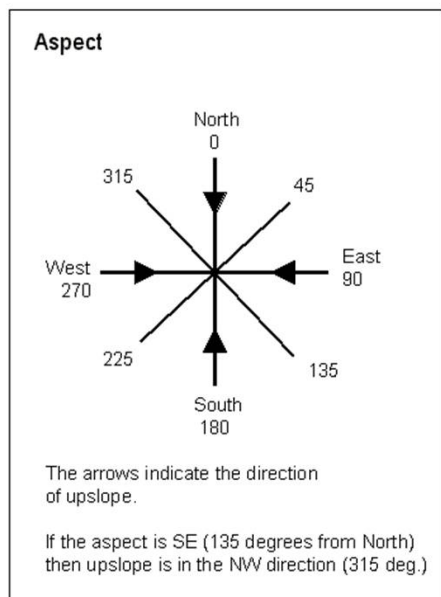 Aspect
North
0
315
45
West
270
East
90
225
135
South
180
The arrows indicate the direction
of upslope.
If the aspect is SE (135 degrees from North)
then upslope is in the NW direction (315 deg.)